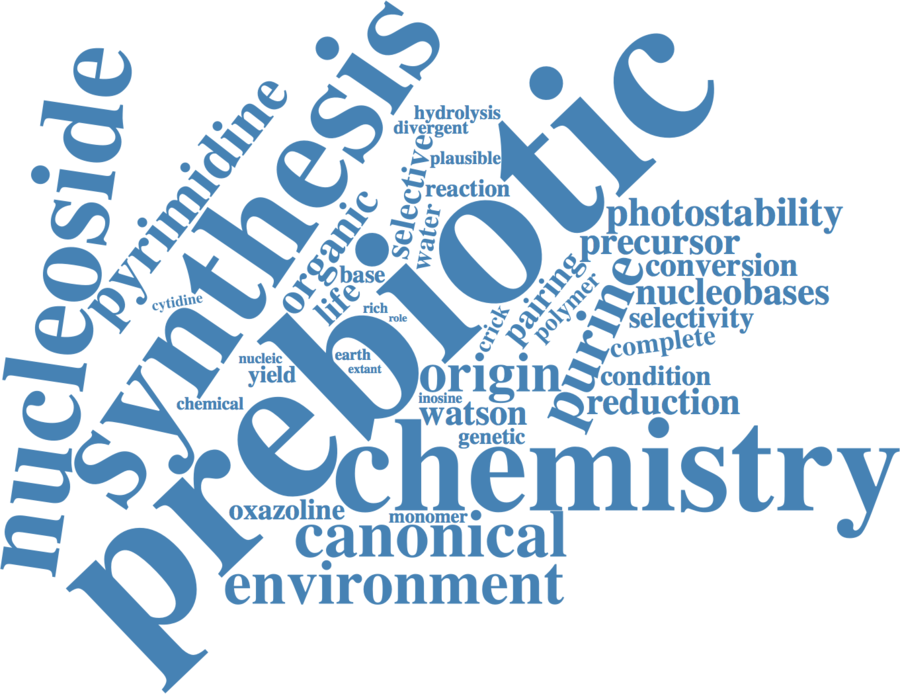 nucleoside
pyrimidine
synthesis
prebiotic
hydrolysis
divergent
plausible
selective
reaction
water
organic
base
life
rich
role
cytidine
photostability
precursor
conversion
nucleobases
selectivity
complete
condition
reduction
purine
pairing
polymer
crick
nucleic
yield
chemical
earth
extant
origin
inosine
watson
genetic
chemistry
oxazoline
monomer
canonical
environment